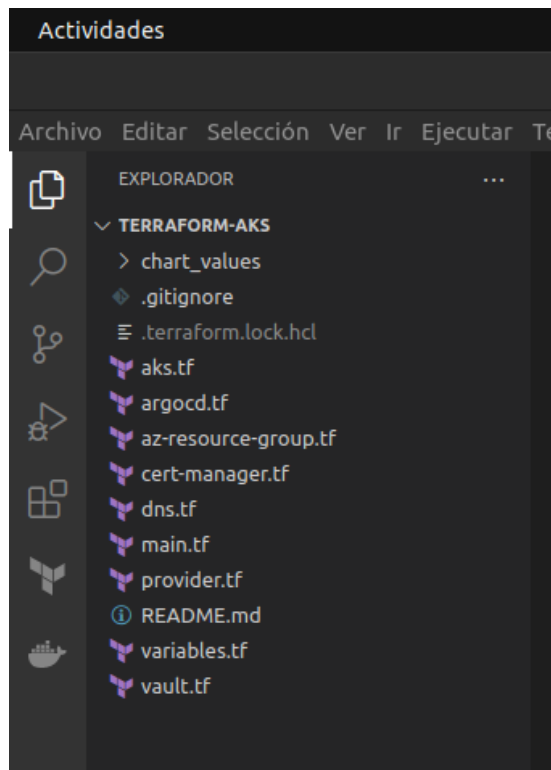 Actividades
Archivo Editar Selección Ver Ir Ejecutar
EXPLORADOR ...
TERRAFORM-AKS
chart_values
.gitignore
.terraform.lock.hcl
aks.tf
argocd.tf
az-resource-group.tf
cert-manager.tf
dns.tf
main.tf
provider.tf
README.md
variables.tf
vault.tf